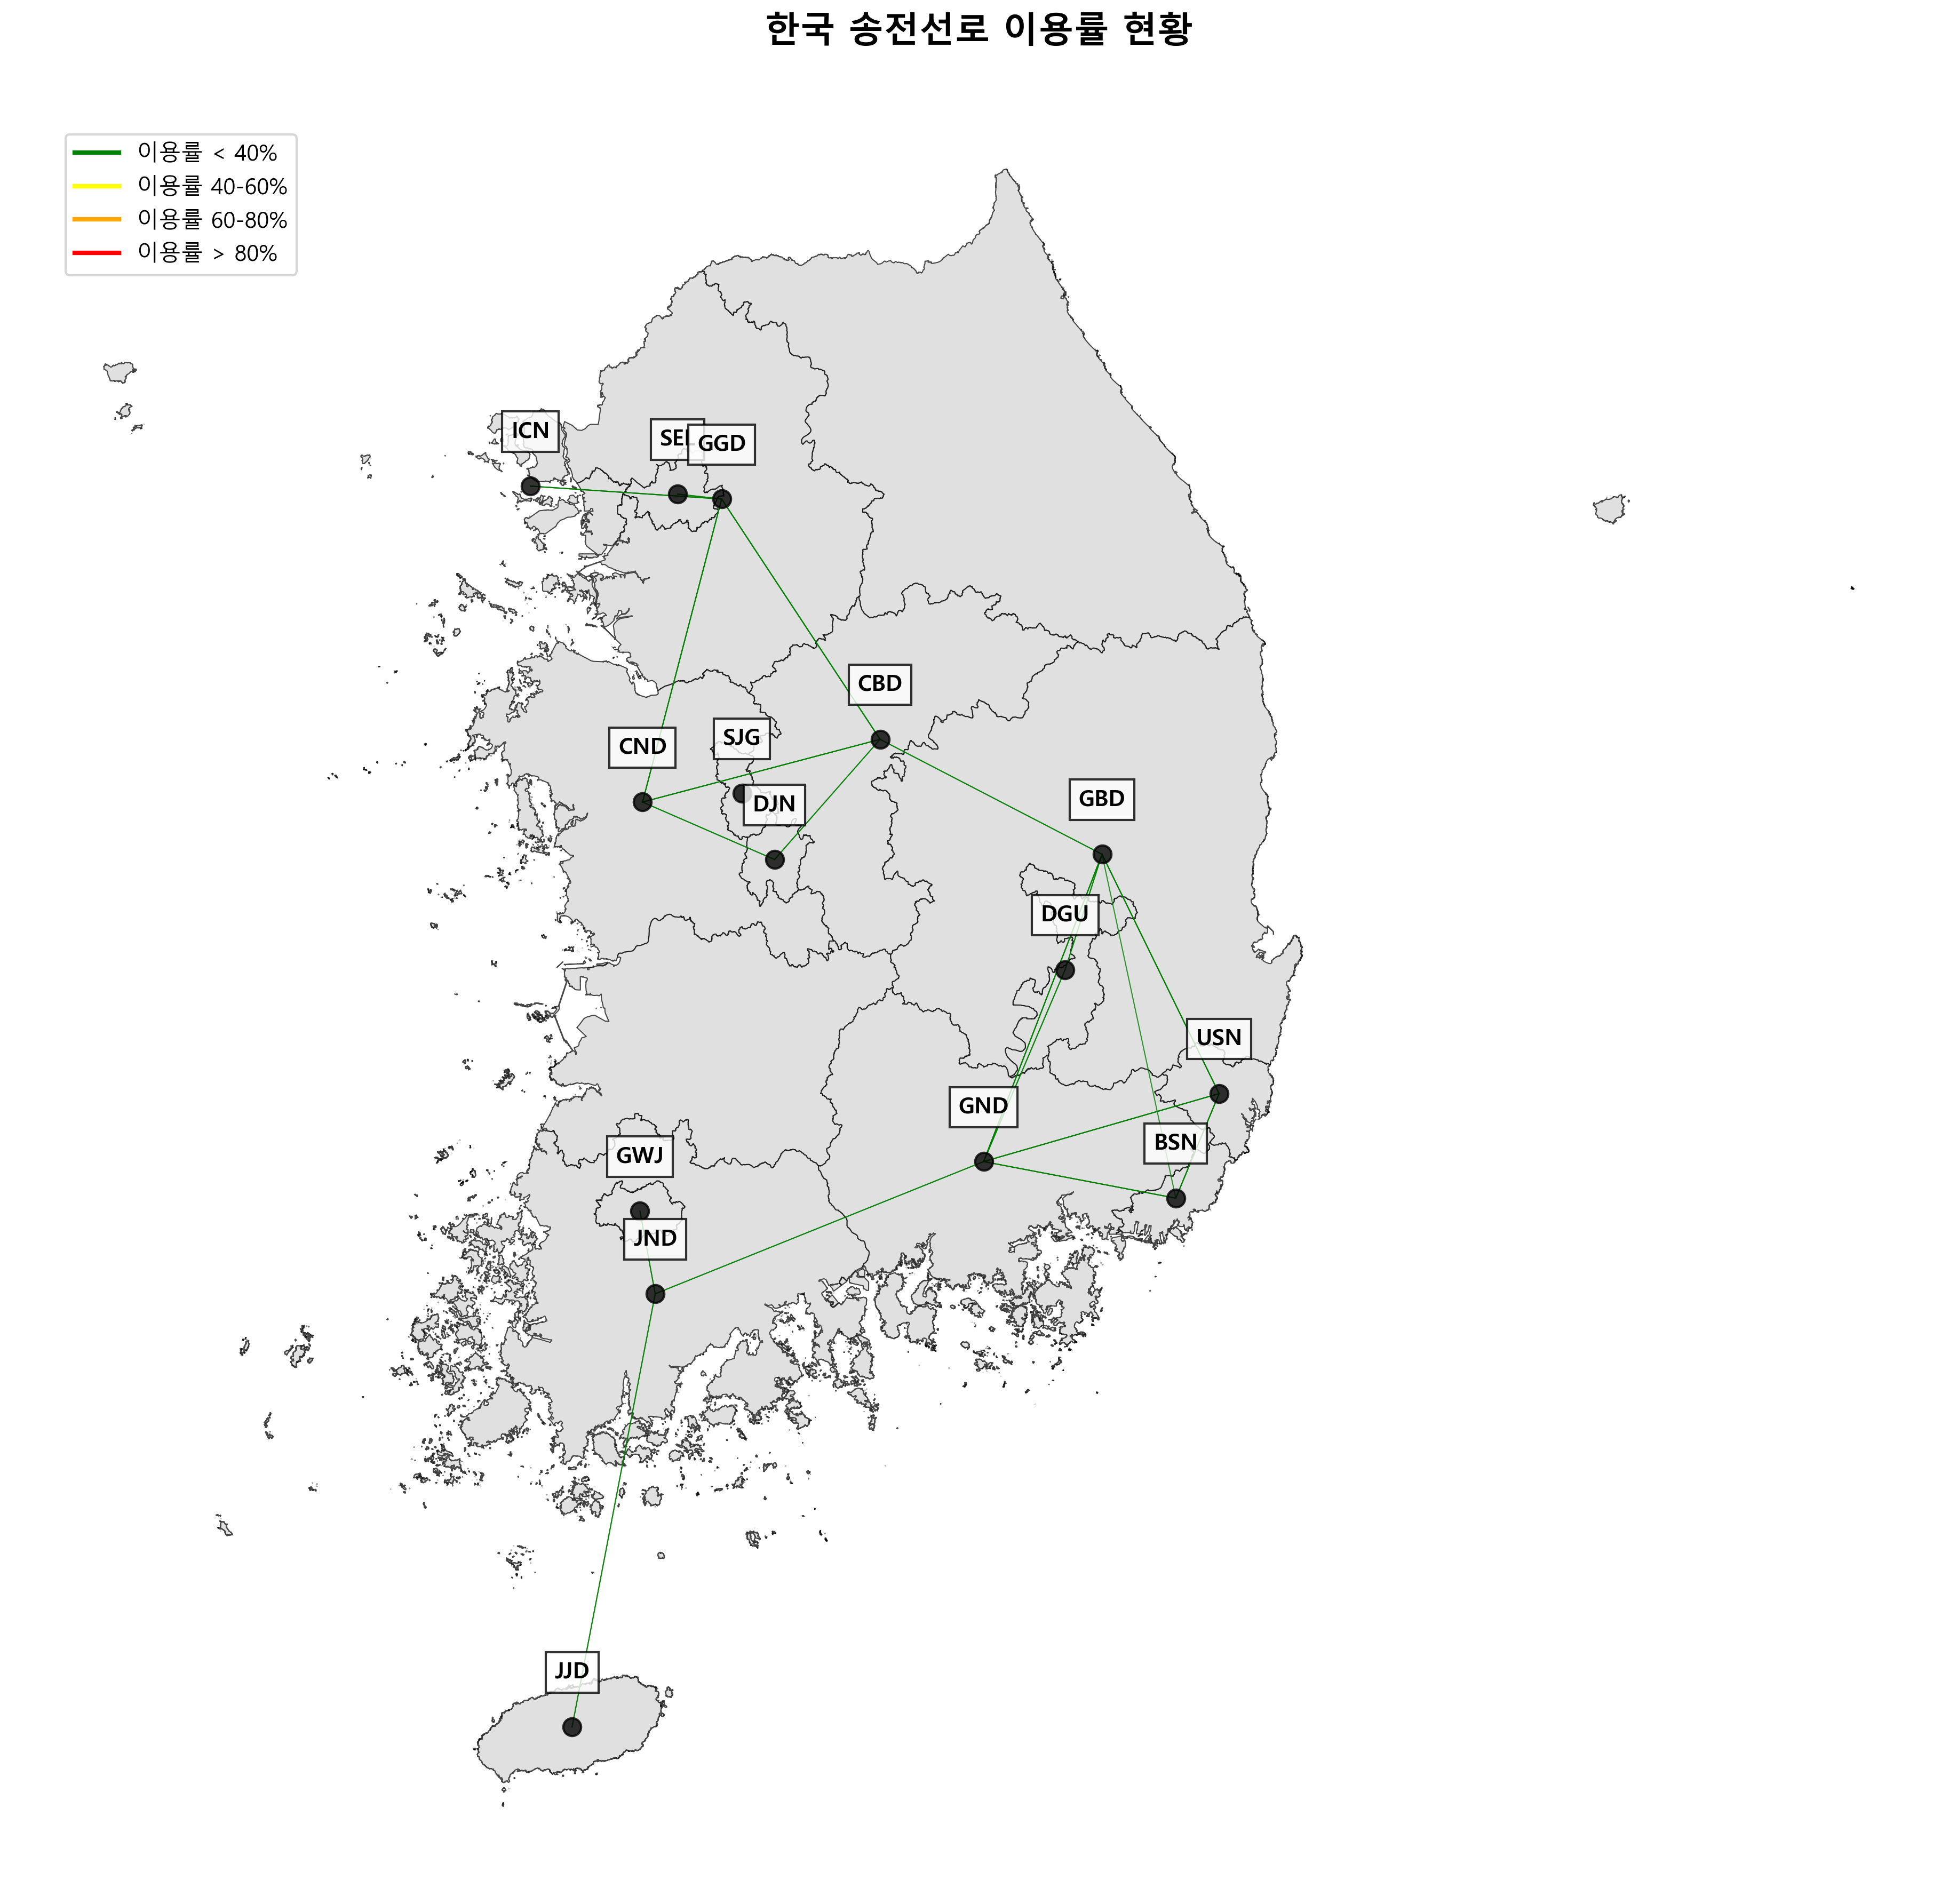 한국 송전선로 이용률 현황
이용률 < 40%
이용률 40-60%
이용률 60-80%
이용률 > 80%
ICN
SEL
GGD
CBD
SJG
CND
DJN
GBD
DGU
USN
GND
BSN
GWJ
JND
JJD